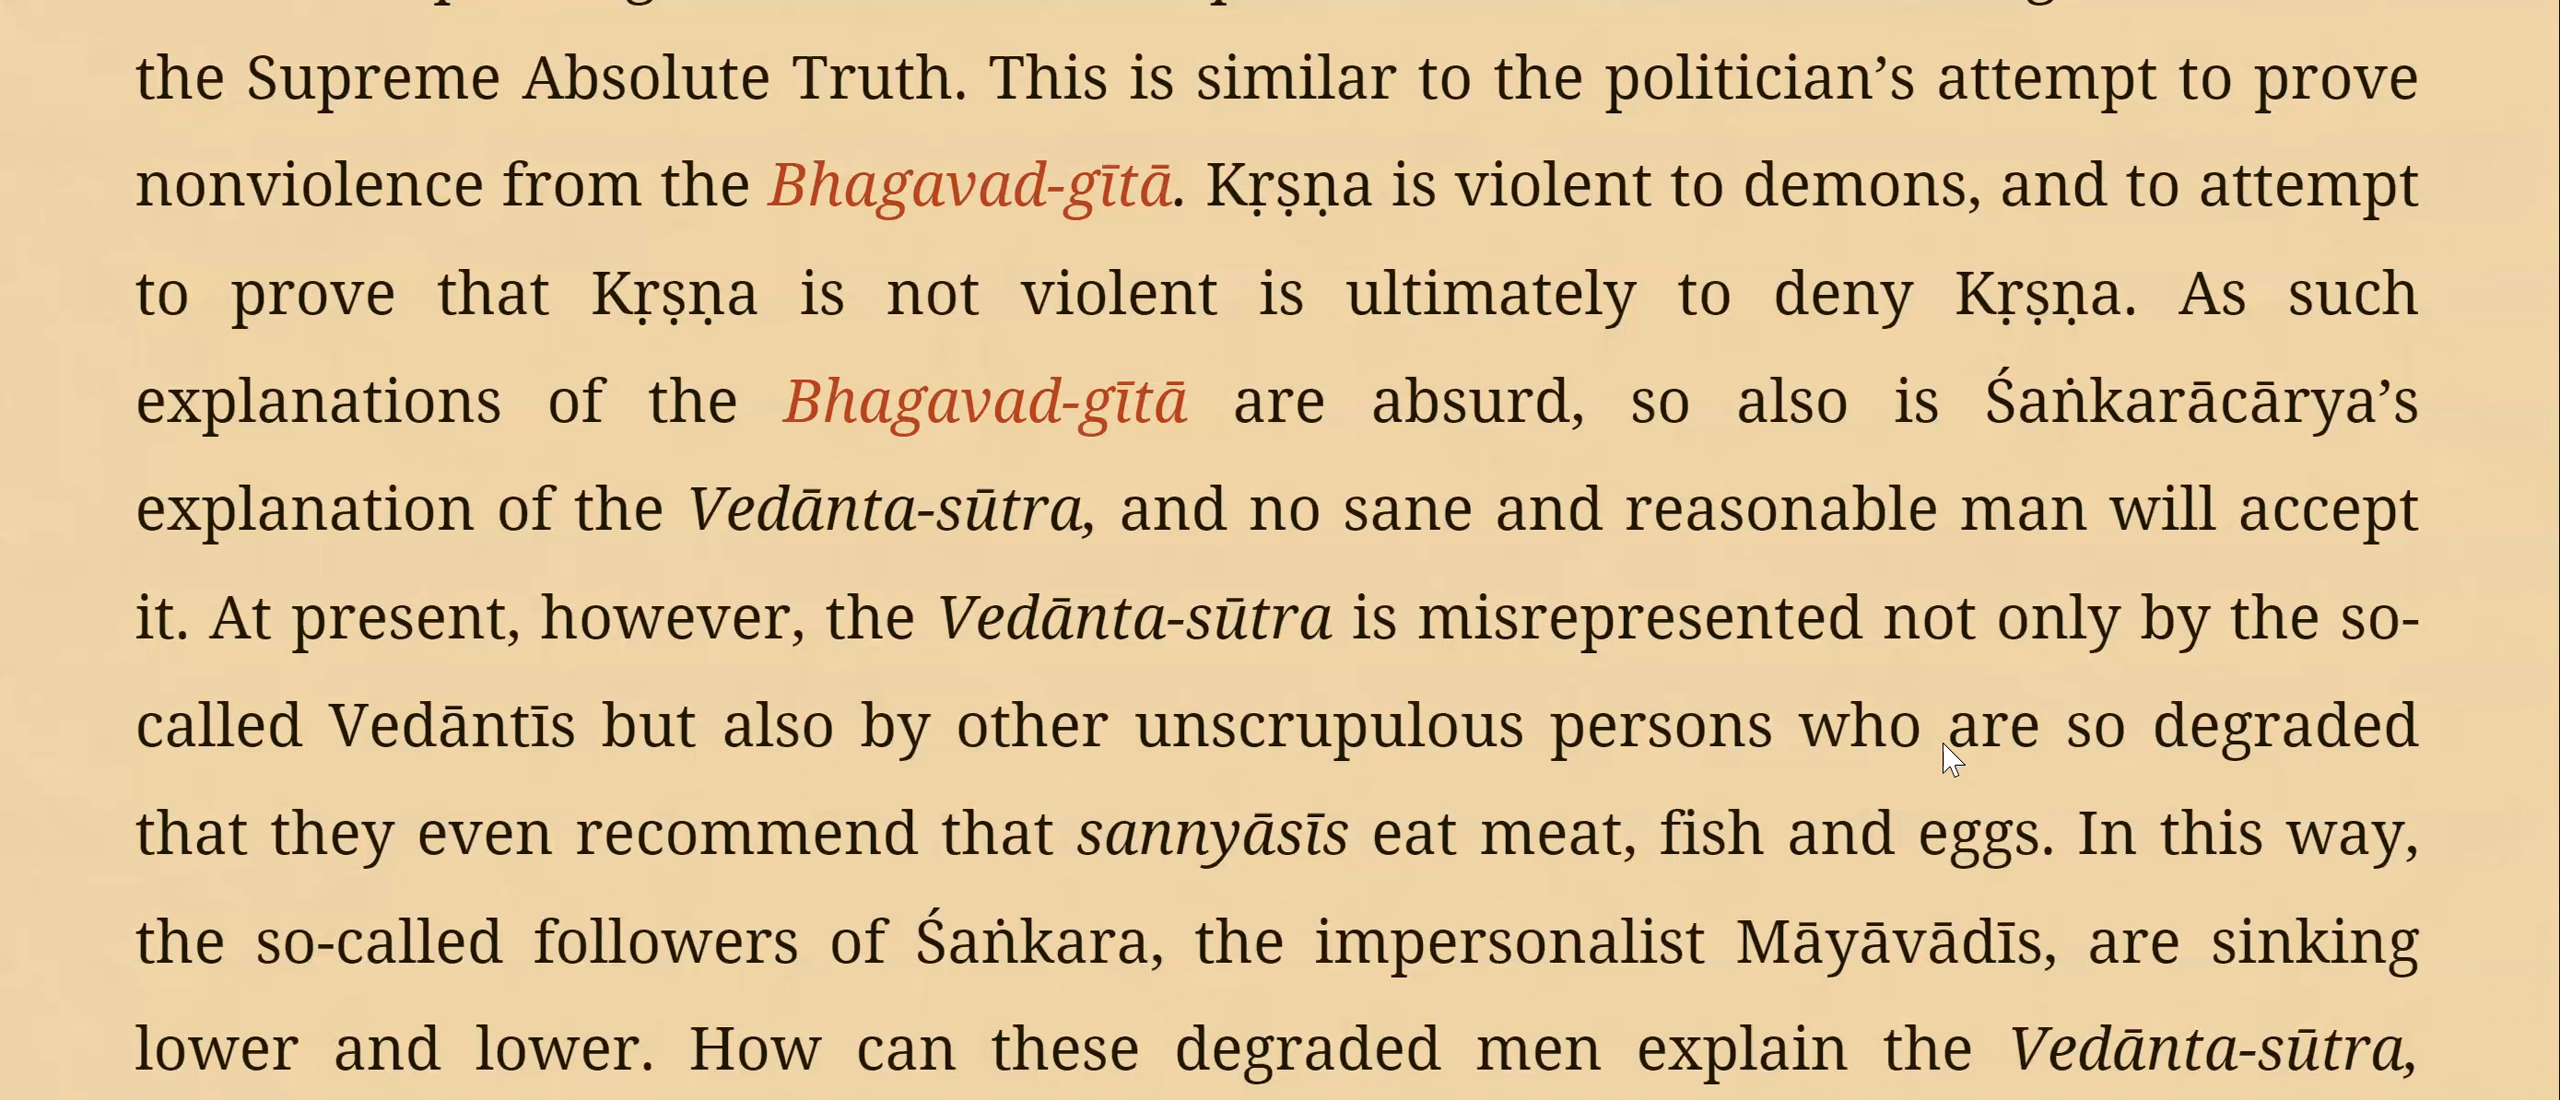 the Supreme Absolute Truth. This is similar to the politician’s attempt to prove
nonviolence from the Bhagavad-gītā. Kṛṣṇa is violent to demons, and to attempt
to prove that Kṛṣṇa is not violent is ultimately to deny Kṛṣṇa. As such
explanations of the Bhagavad-gītā are absurd, so also is Śaṅkarācārya’s
explanation of the Vedānta-sūtra, and no sane and reasonable man will accept
it. At present, however, the Vedānta-sūtra is misrepresented not only by the so-
called Vedāntīs but also by other unscrupulous persons who are so degraded
that they even recommend that sannyāsīs eat meat, fish and eggs. In this way,
the so-called followers of Śaṅkara, the impersonalist Māyāvādīs, are sinking
lower and lower. How can these degraded men explain the Vedānta-sūtra,